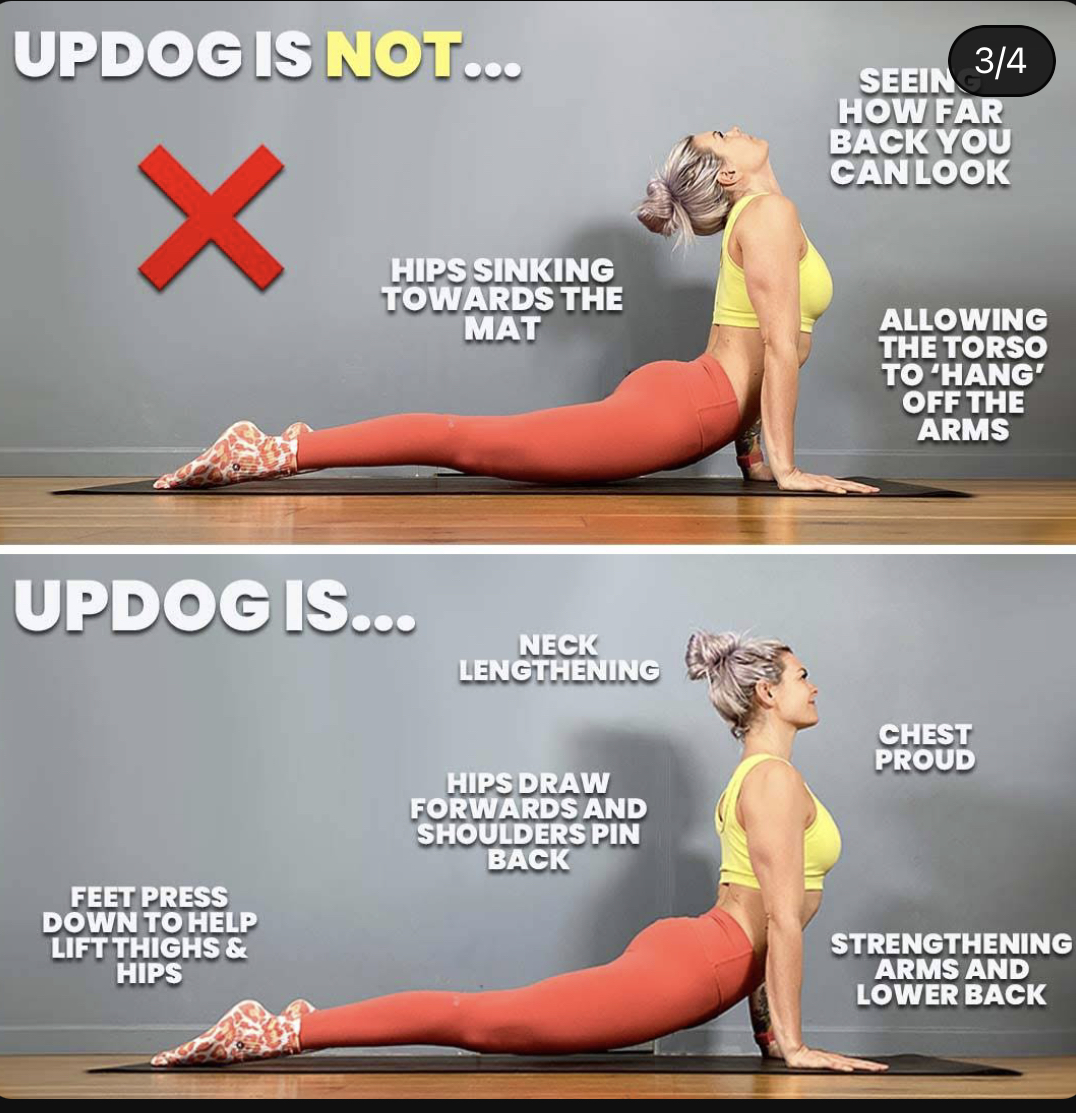 UPDOG IS NOT...
3/4
SEEING
HOW FAR
BACK YOU
CAN LOOK
HIPS SINKING
TOWARDS THE
MAT
ALLOWING
THE TORSO
TO ‘HANG’
OFF THE
ARMS
UPDOG IS...
NECK
LENGTHENING
CHEST
PROUD
HIPS DRAW
FORWARDS AND
SHOULDERS PIN
BACK
FEET PRESS
DOWN TO HELP
LIFT THIGHS &
HIPS
STRENGTHENING
ARMS AND
LOWER BACK